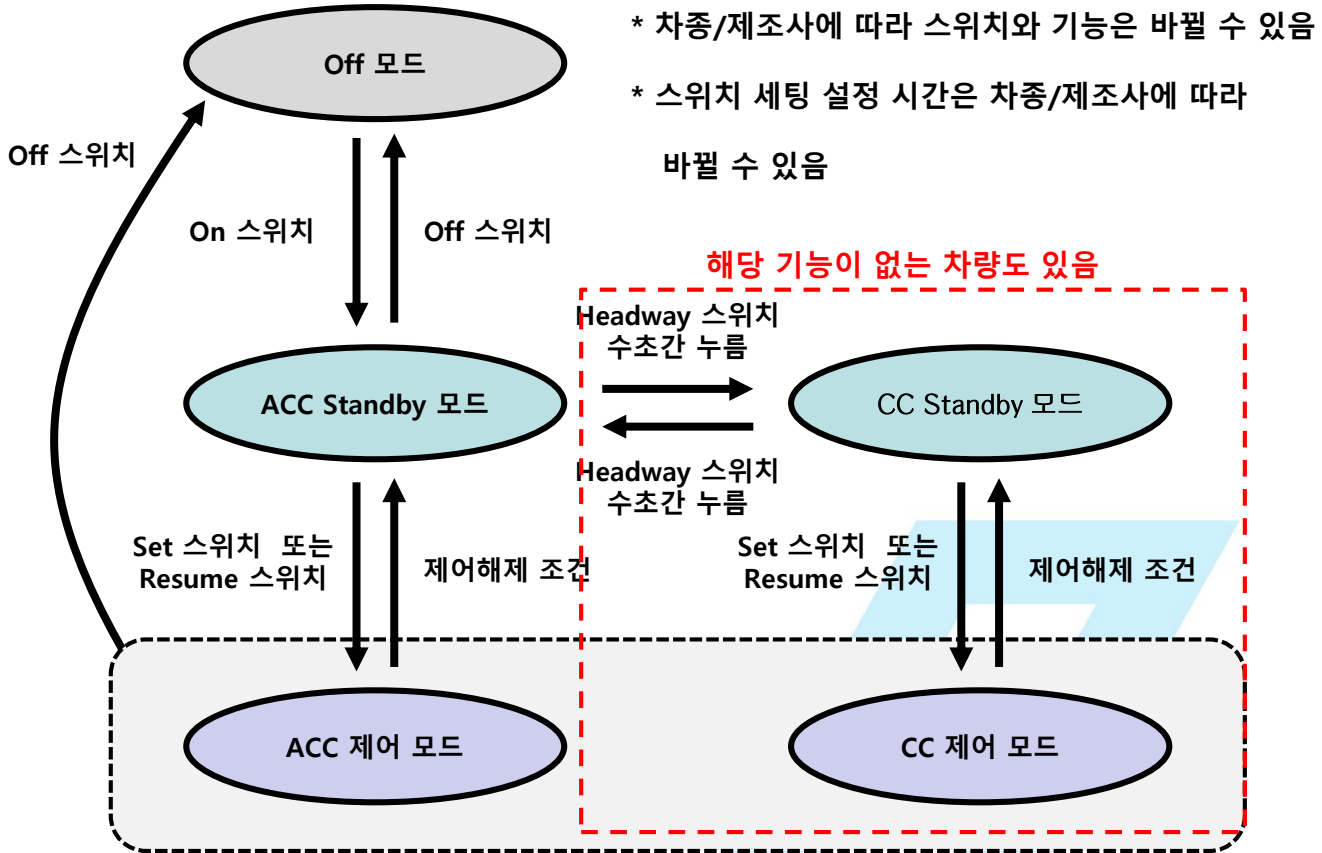 * 차종/제조사에 따라 스위치와 기능은 바뀔 수 있음
Off 모드
* 스위치 세팅 설정 시간은 차종/제조사에 따라
바뀔 수 있음
Off 스위치
On 스위치
Off 스위치
해당 기능이 없는 차량도 있음
Headway 스위치
수초간 누름
ACC Standby 모드
CC Standby 모드
Headway 스위치
수초간 누름
Set 스위치 또는
Resume 스위치
제어해제 조건
Set 스위치 또는
Resume 스위치
제어해제 조건
ACC 제어 모드
CC 제어 모드